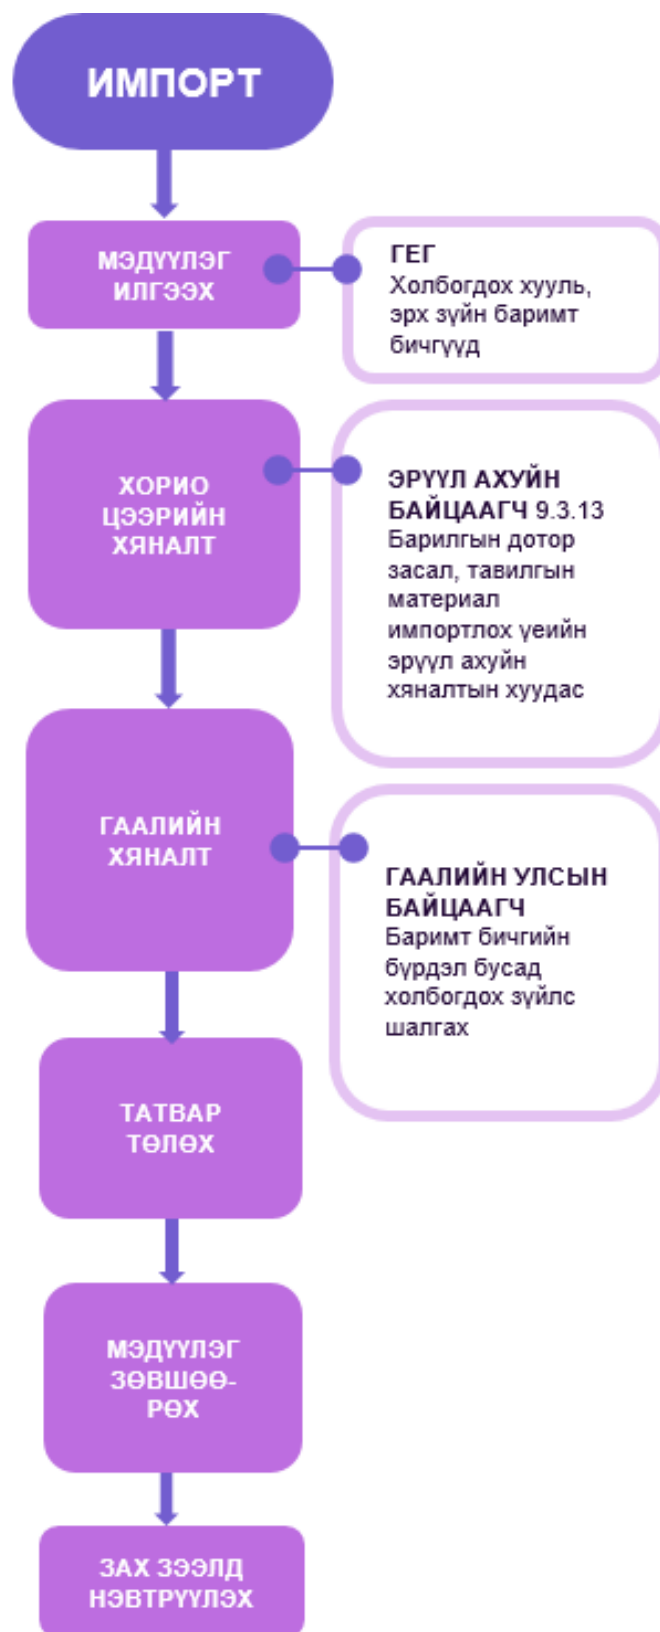 ИМПОРТ
МЭДҮҮЛЭГ
ИЛГЭЭХ
ГЕГ
Холбогдох хууль,
эрх зүйн баримт
бичгүүд
ХОРИО
ЦЭЭРИЙН
ХЯНАЛТ
ЭРҮҮЛ АХУЙН
БАЙЦААГЧ 9.3.13
Барилгын дотор
засал, тавилгын
материал
импортлох үеийн
эрүүл ахуйн
хяналтын хуудас
ГААЛИЙН
ХЯНАЛТ
ГААЛИЙН УЛСЫН
БАЙЦААГЧ
Баримт бичгийн
бүрдэл бусад
холбогдох зүйлс
шалгах
ТАТВАР
ТӨЛӨХ
МЭДҮҮЛЭГ
ЗӨВШӨӨ-
РӨХ
ЗАХ ЗЭЭЛД
НЭВТРҮҮЛЭХ